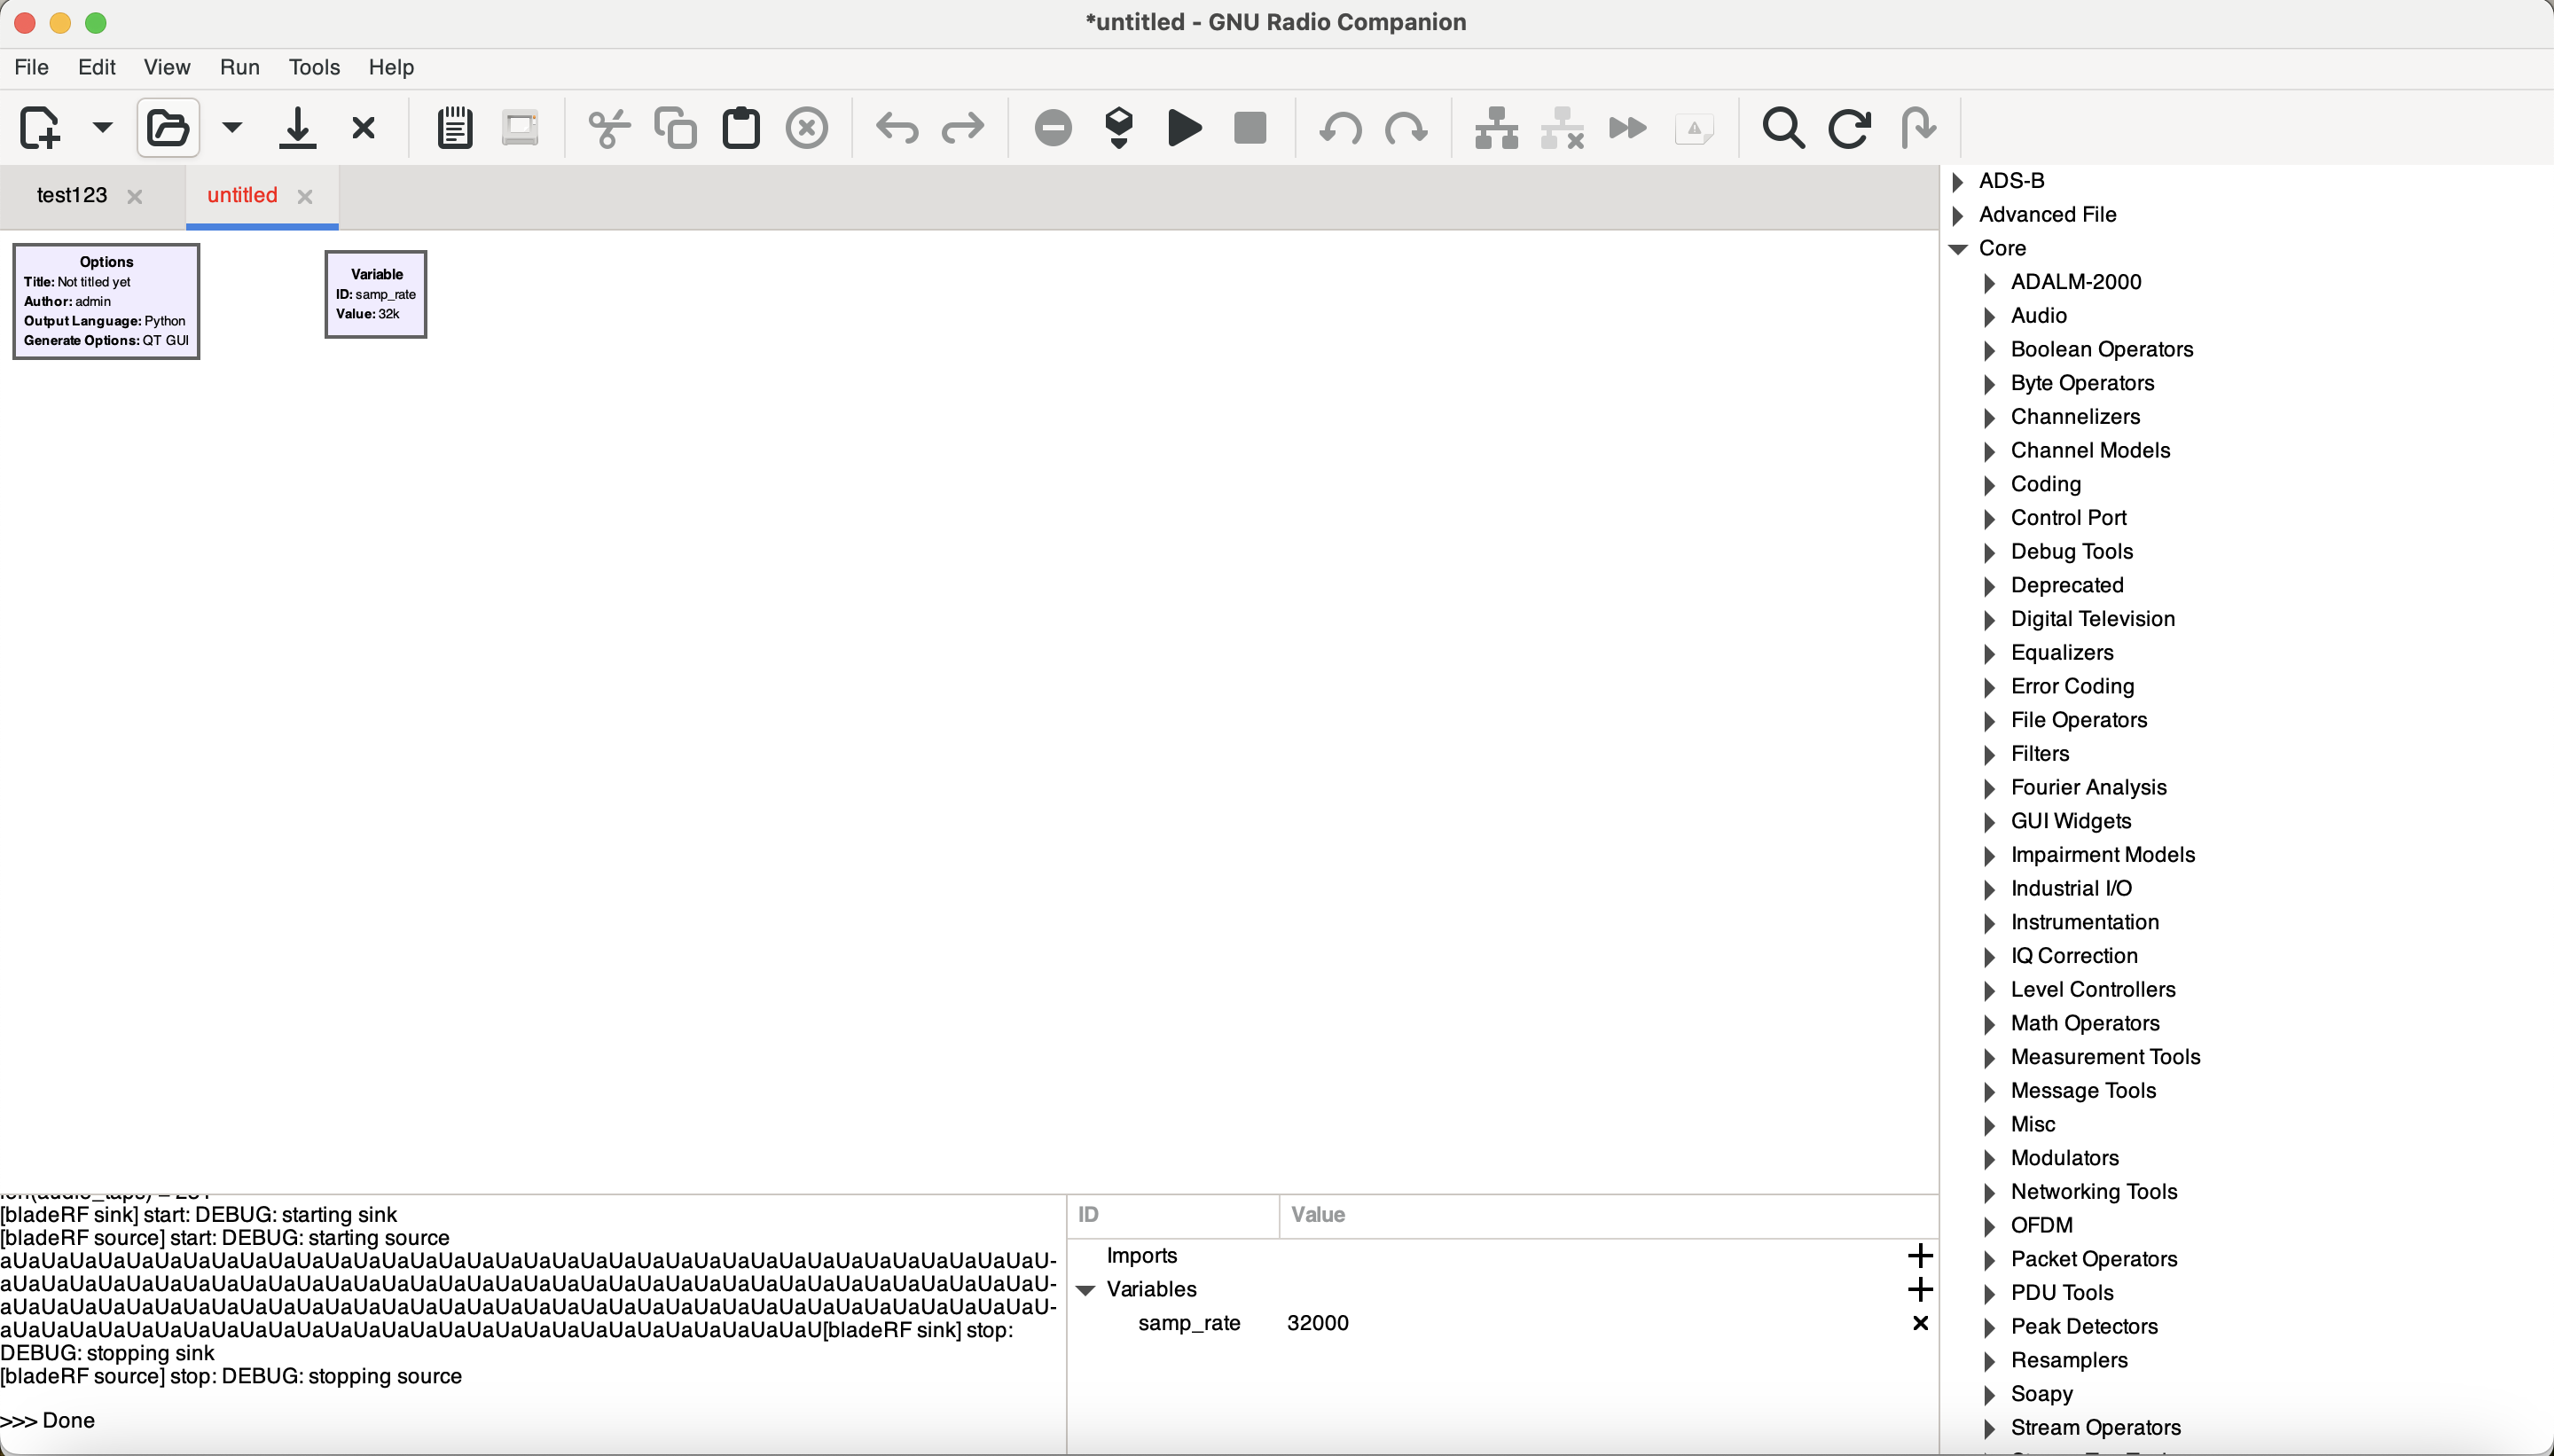 *untitled - GNU Radio Companion
File Edit View Run Tools Help
test123
untitled
Options
Title: Not titled yet
Author: admin
Output Language: Python
Generate Options: QT GUI
Variable
ID: samp_rate
Value: 32k
[bladeRF sink] start: DEBUG: starting sink
[bladeRF source] start: DEBUG: starting source
aUaUaUaUaUaUaUaUaUaUaUaUaUaUaUaUaUaUaUaUaUaUaUaUaUaUaUaUaUaUaUaUaUaUaUaUaU-
aUaUaUaUaUaUaUaUaUaUaUaUaUaUaUaUaUaUaUaUaUaUaUaUaUaUaUaUaUaUaUaUaUaUaUaUaU-
aUaUaUaUaUaUaUaUaUaUaUaUaUaUaUaUaUaUaUaUaUaUaUaUaUaUaUaUaUaUaUaUaUaUaUaUaU-
aUaUaUaUaUaUaUaUaUaUaUaUaUaUaUaUaUaUaUaUaUaUaUaUaUaUaUaUaU[bladeRF sink] stop:
DEBUG: stopping sink
[bladeRF source] stop: DEBUG: stopping source
>>> Done
ID Value
Imports
Variables
samp_rate 32000
ADS-B
Advanced File
Core
ADALM-2000
Audio
Boolean Operators
Byte Operators
Channelizers
Channel Models
Coding
Control Port
Debug Tools
Deprecated
Digital Television
Equalizers
Error Coding
File Operators
Filters
Fourier Analysis
GUI Widgets
Impairment Models
Industrial I/O
Instrumentation
IQ Correction
Level Controllers
Math Operators
Measurement Tools
Message Tools
Misc
Modulators
Networking Tools
OFDM
Packet Operators
PDU Tools
Peak Detectors
Resamplers
Soapy
Stream Operators